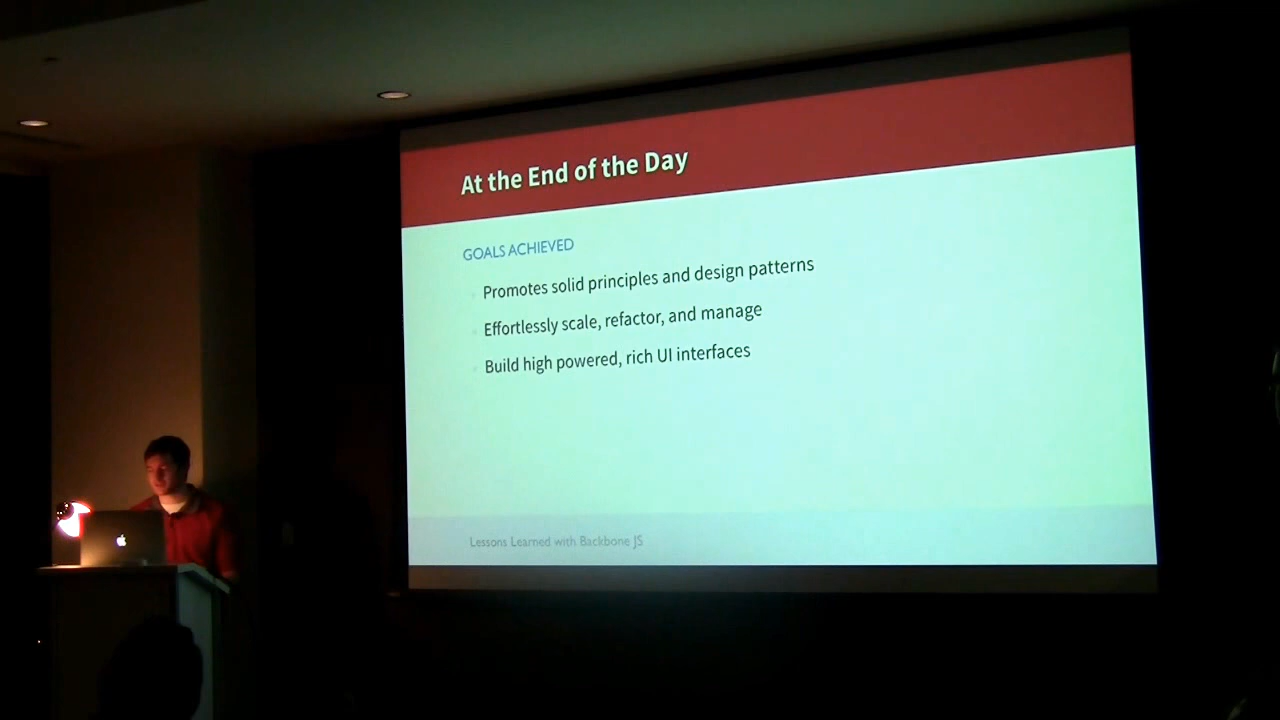 At the End of the Day
GOALS ACHIEVED
Promotes solid principles and design patterns
Effortlessly scale, refactor, and manage
Build high powered, rich UI interfaces
Lessons Learned with Backbone JS